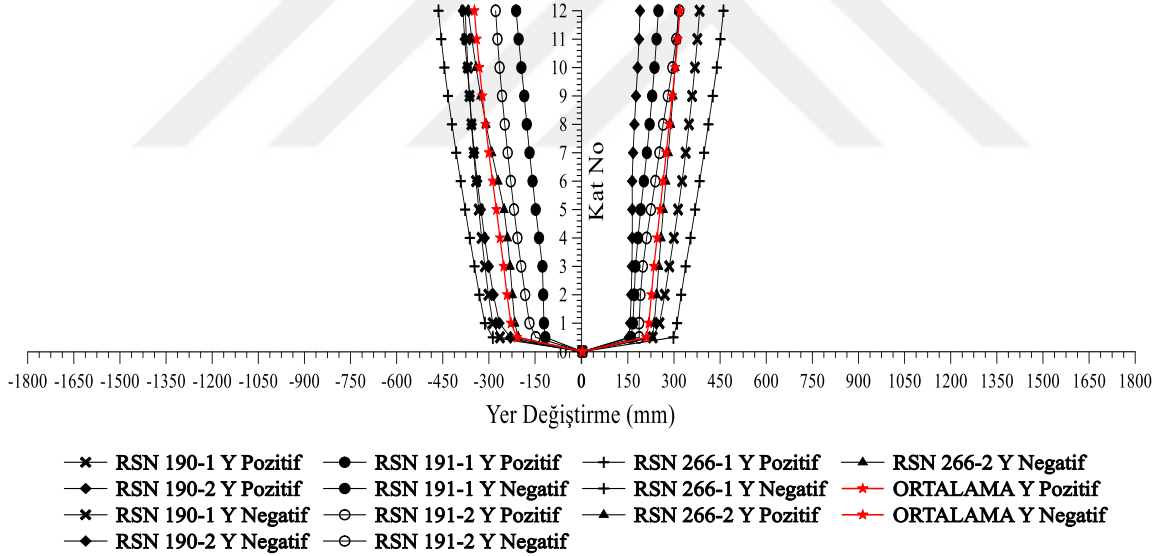 12
11
10
9
8
7
6
5
4
3
2
1
0
Kat No
-1800 -1650 -1500 -1350 -1200 -1050 -900 -750 -600 -450 -300 -150 0 150 300 450 600 750 900 1050 1200 1350 1500 1650 1800
Yer Değiştirme (mm)
RSN 190-1 Y Pozitif RSN 191-1 Y Pozitif RSN 266-1 Y Pozitif RSN 266-2 Y Negatif
RSN 190-2 Y Pozitif RSN 191-1 Y Negatif RSN 266-1 Y Negatif ORTALAMA Y Pozitif
RSN 190-1 Y Negatif RSN 191-2 Y Pozitif RSN 266-2 Y Pozitif ORTALAMA Y Negatif
RSN 190-2 Y Negatif RSN 191-2 Y Negatif